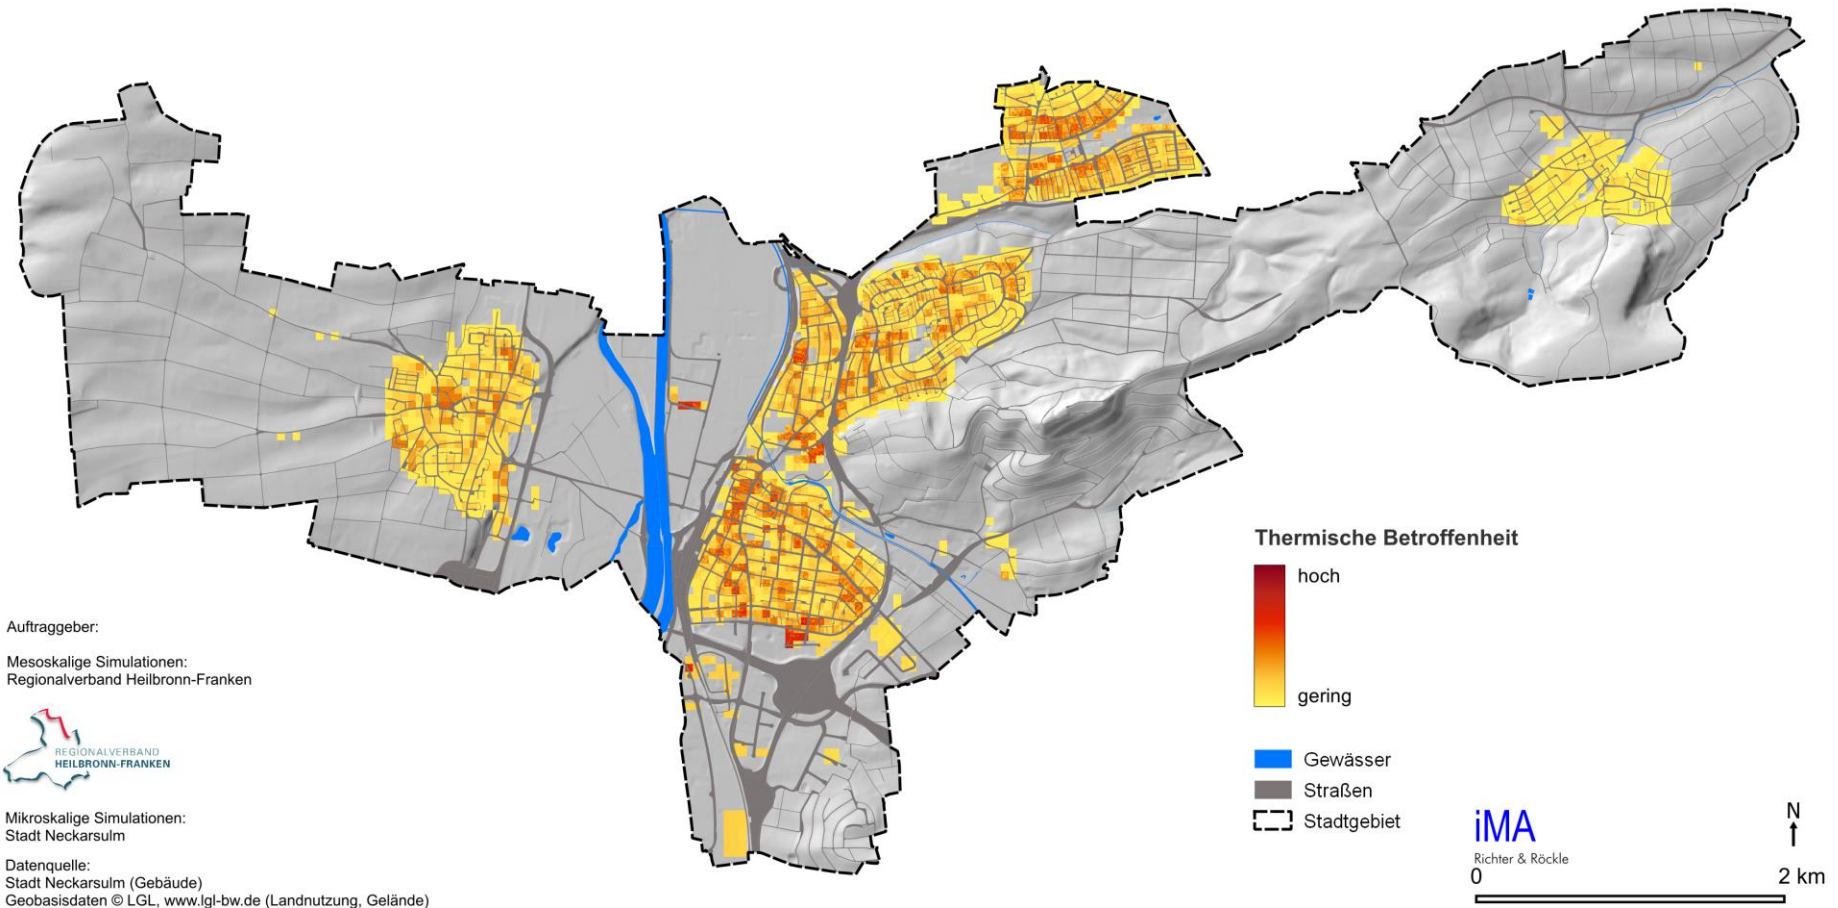 Thermische Betroffenheit
hoch
gering
Gewässer
Straßen
Stadtgebiet
Auftraggeber:
Mesoskalige Simulationen:
Regionalverband Heilbronn-Franken
REGIONALVERBAND
HEILBRONN-FRANKEN
Mikroskalige Simulationen:
Stadt Neckarsulm
Datenquelle:
Stadt Neckarsulm (Gebäude)
Geobasisdaten © LGL, www.lgl-bw.de (Landnutzung, Gelände)
iMA
Richter & Röckle
N
0 2 km